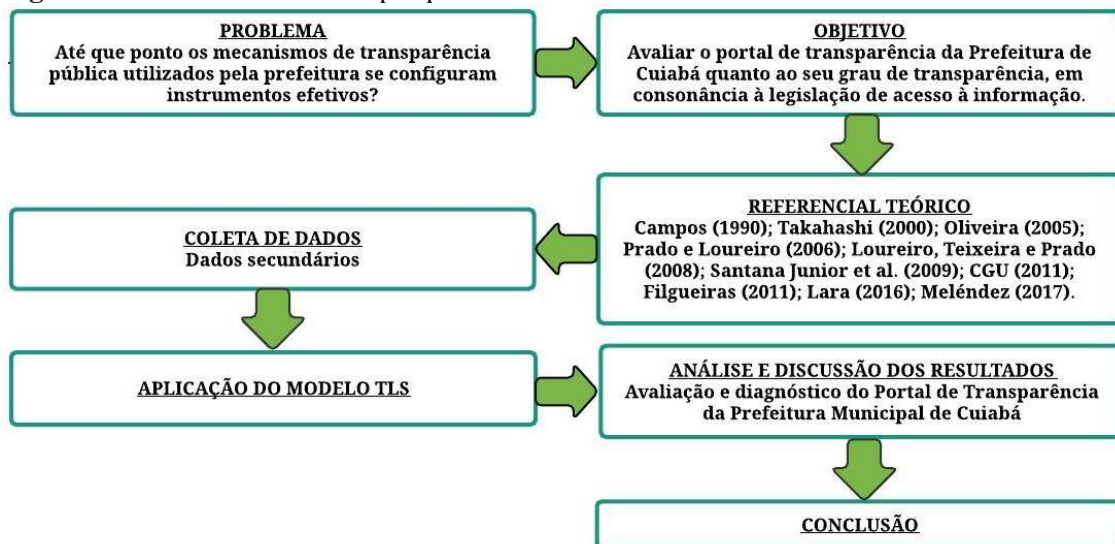 PROBLEMA
Até que ponto os mecanismos de transparência
pública utilizados pela prefeitura se configuram
instrumentos efetivos?
OBJETIVO
Avaliar o portal de transparência da Prefeitura de
Cuiabá quanto ao seu grau de transparência, em
consonância à legislação de acesso à informação.
REFERENCIAL TEÓRICO
Campos (1990); Takahashi (2000); Oliveira (2005);
Prado e Loureiro (2006); Loureiro, Teixeira e Prado
(2008); Santana Junior et al. (2009); CGU (2011);
Filgueiras (2011); Lara (2016); Meléndez (2017).
COLETA DE DADOS
Dados secundários
APLICAÇÃO DO MODELO TLS
ANÁLISE E DISCUSSÃO DOS RESULTADOS
Avaliação e diagnóstico do Portal de Transparência
da Prefeitura Municipal de Cuiabá
CONCLUSÃO